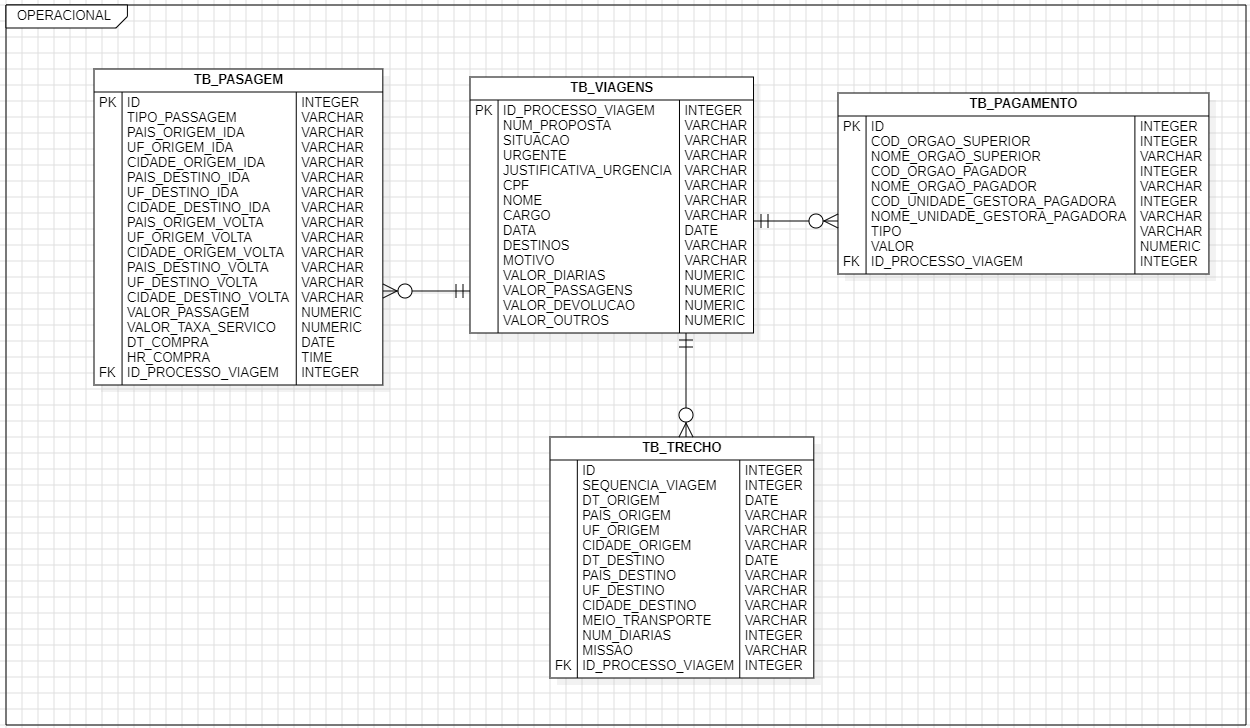 OPERACIONAL
TB_PASAGEM
PK ID INTEGER
TIPO_PASSAGEM VARCHAR
PAIS_ORIGEM_IDA VARCHAR
UF_ORIGEM_IDA VARCHAR
CIDADE_ORIGEM_IDA VARCHAR
PAIS_DESTINO_IDA VARCHAR
UF_DESTINO_IDA VARCHAR
CIDADE_DESTINO_IDA VARCHAR
PAIS_ORIGEM_VOLTA VARCHAR
UF_ORIGEM_VOLTA VARCHAR
CIDADE_ORIGEM_VOLTA VARCHAR
PAIS_DESTINO_VOLTA VARCHAR
UF_DESTINO_VOLTA VARCHAR
CIDADE_DESTINO_VOLTA VARCHAR
VALOR_PASSAGEM NUMERIC
VALOR_TAXA_SERVICO NUMERIC
DT_COMPRA DATE
HR_COMPRA TIME
FK ID_PROCESSO_VIAGEM INTEGER
TB_VIAGENS
PK ID_PROCESSO_VIAGEM INTEGER
NUM_PROPOSTA VARCHAR
SITUACAO VARCHAR
URGENTE VARCHAR
JUSTIFICATIVA_URGENCIA VARCHAR
CPF VARCHAR
NOME VARCHAR
CARGO VARCHAR
DATA DATE
DESTINOS VARCHAR
MOTIVO VARCHAR
VALOR_DIARIAS NUMERIC
VALOR_PASSAGENS NUMERIC
VALOR_DEVOLUCAO NUMERIC
VALOR_OUTROS NUMERIC
TB_PAGAMENTO
PK ID INTEGER
COD_ORGAO_SUPERIOR INTEGER
NOME_ORGAO_SUPERIOR VARCHAR
COD_ORGAO_PAGADOR INTEGER
NOME_ORGAO_PAGADOR VARCHAR
COD_UNIDADE_GESTORA_PAGADORA INTEGER
NOME_UNIDADE_GESTORA_PAGADORA VARCHAR
TIPO VARCHAR
VALOR NUMERIC
FK ID_PROCESSO_VIAGEM INTEGER
TB_TRECHO
ID INTEGER
SEQUENCIA_VIAGEM INTEGER
DT_ORIGEM DATE
PAIS_ORIGEM VARCHAR
UF_ORIGEM VARCHAR
CIDADE_ORIGEM VARCHAR
DT_DESTINO DATE
PAIS_DESTINO VARCHAR
UF_DESTINO VARCHAR
CIDADE_DESTINO VARCHAR
MEIO_TRANSPORTE VARCHAR
NUM_DIARIAS INTEGER
MISSAO VARCHAR
FK ID_PROCESSO_VIAGEM INTEGER